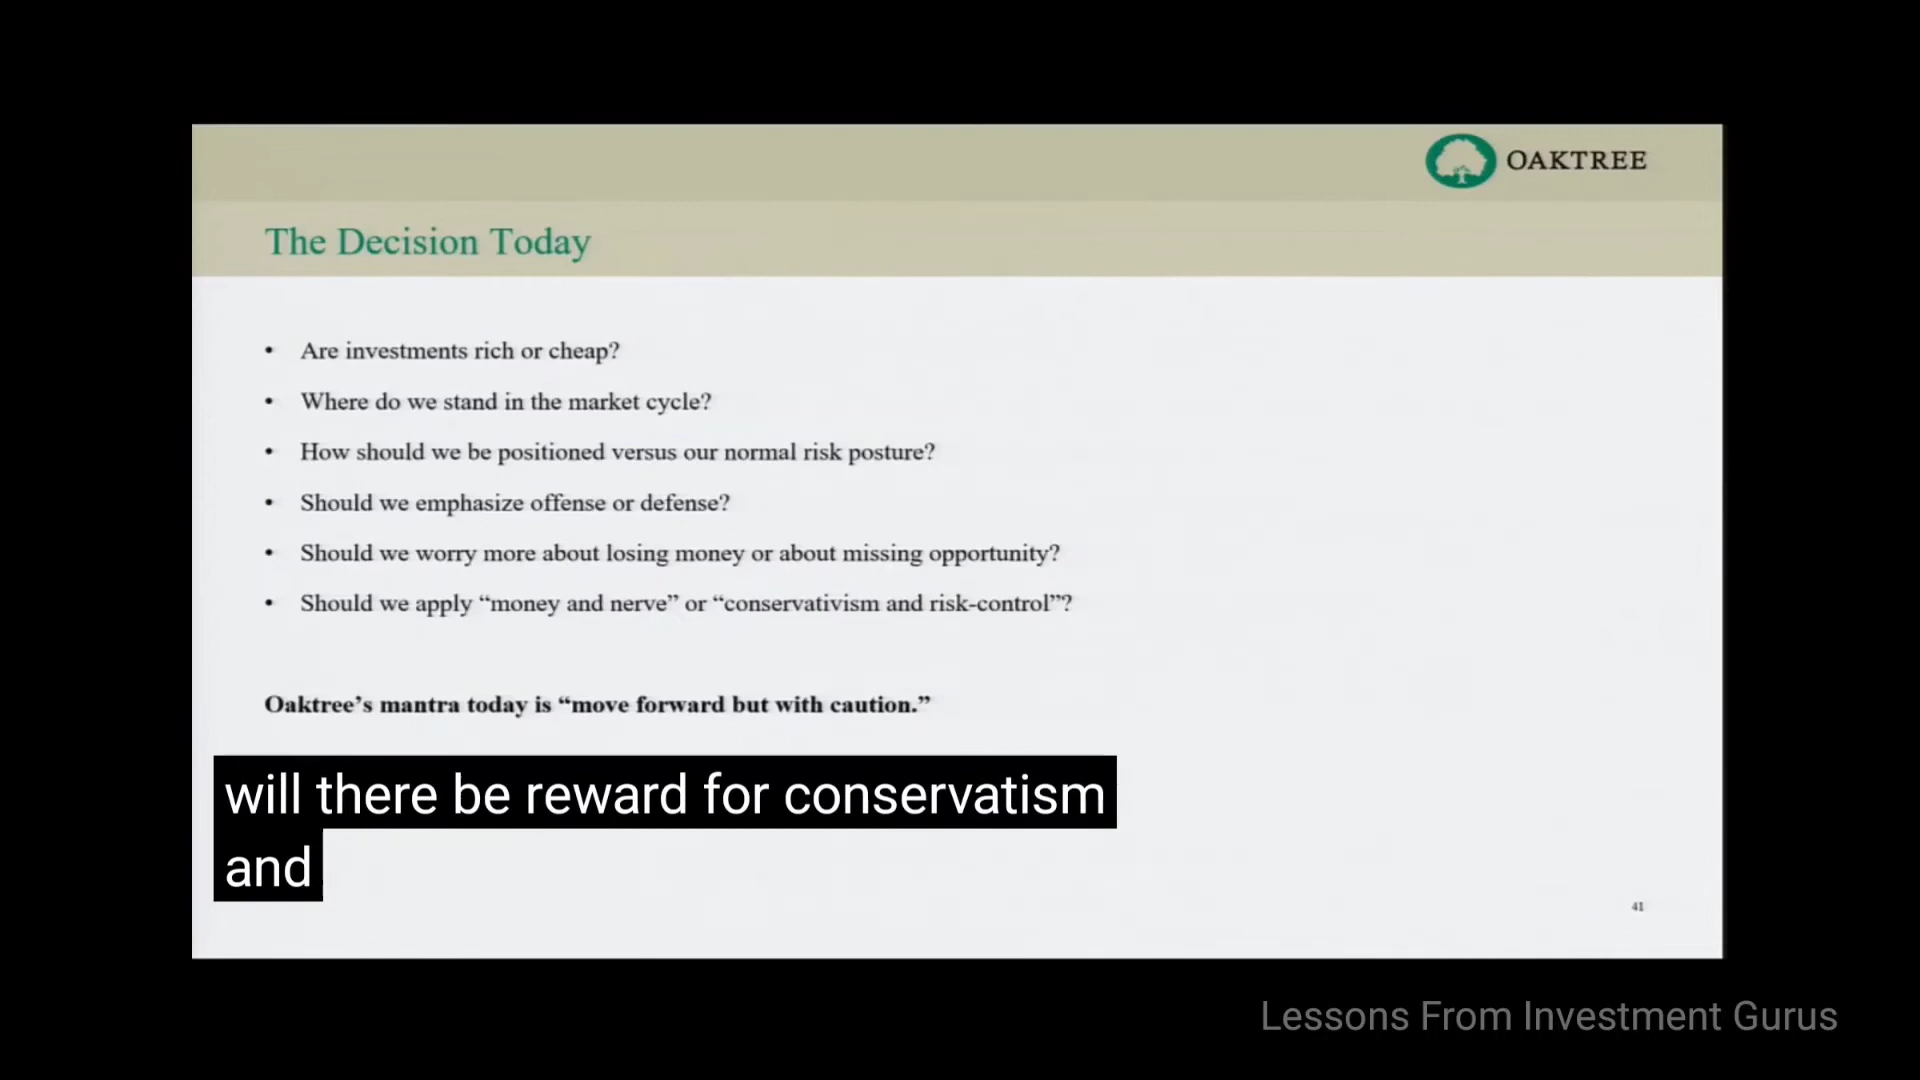 OAKTREE
The Decision Today
• Are investments rich or cheap?
• Where do we stand in the market cycle?
• How should we be positioned versus our normal risk posture?
• Should we emphasize offense or defense?
• Should we worry more about losing money or about missing opportunity?
• Should we apply “money and nerve” or “conservativism and risk-control”?
Oaktree’s mantra today is “move forward but with caution.”
will there be reward for conservatism
and
41
Lessons From Investment Gurus